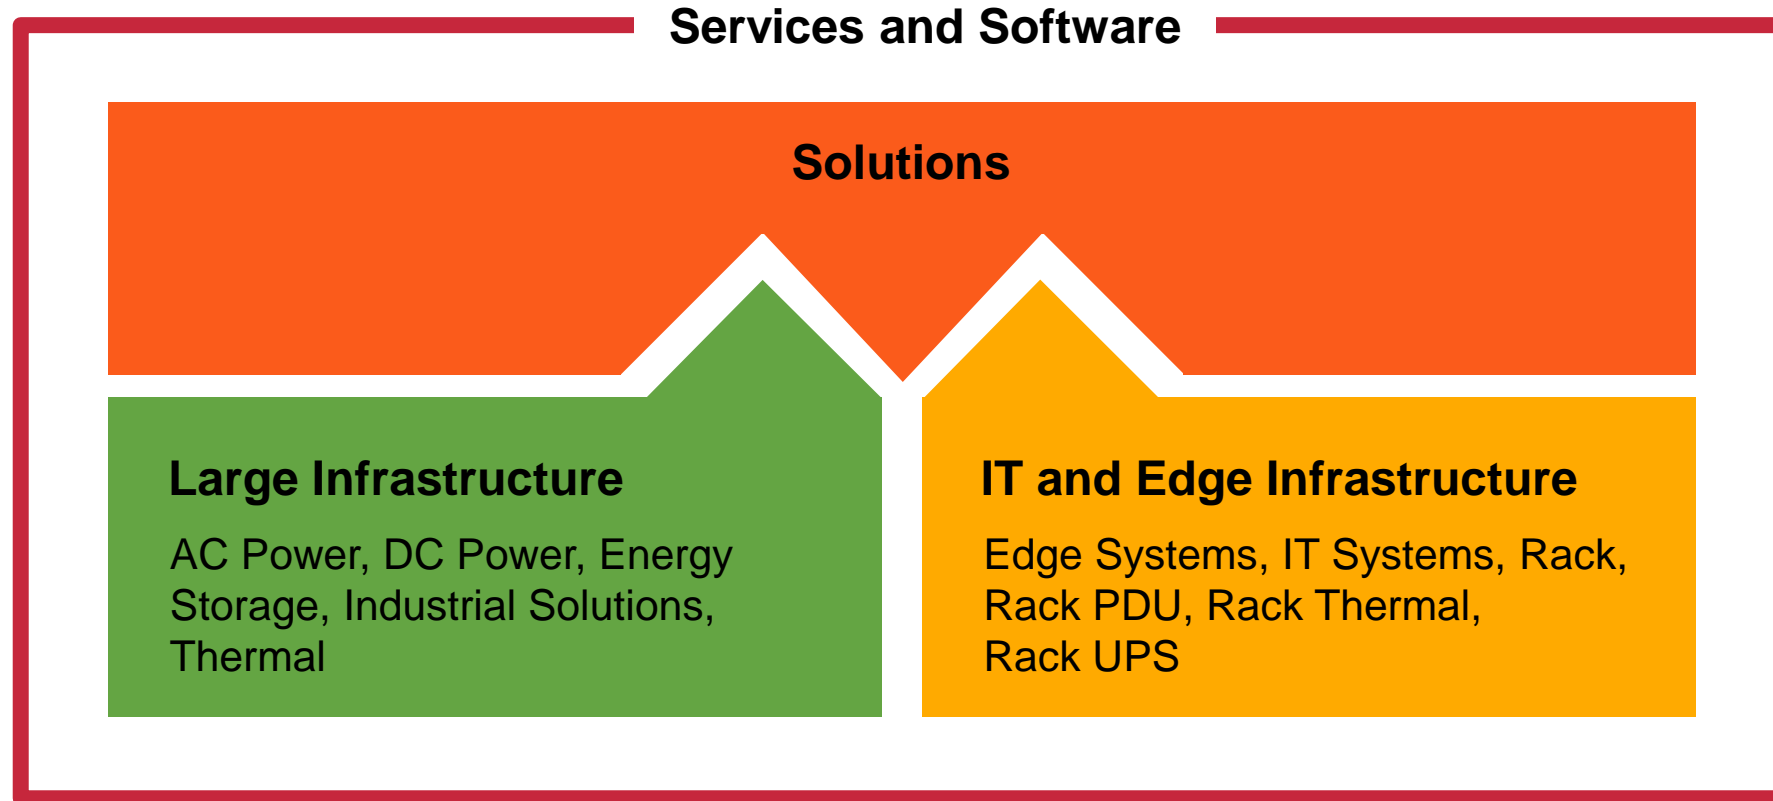 Services and Software
Solutions
Large Infrastructure
AC Power, DC Power, Energy
Storage, Industrial Solutions,
Thermal
IT and Edge Infrastructure
Edge Systems, IT Systems, Rack,
Rack PDU, Rack Thermal,
Rack UPS